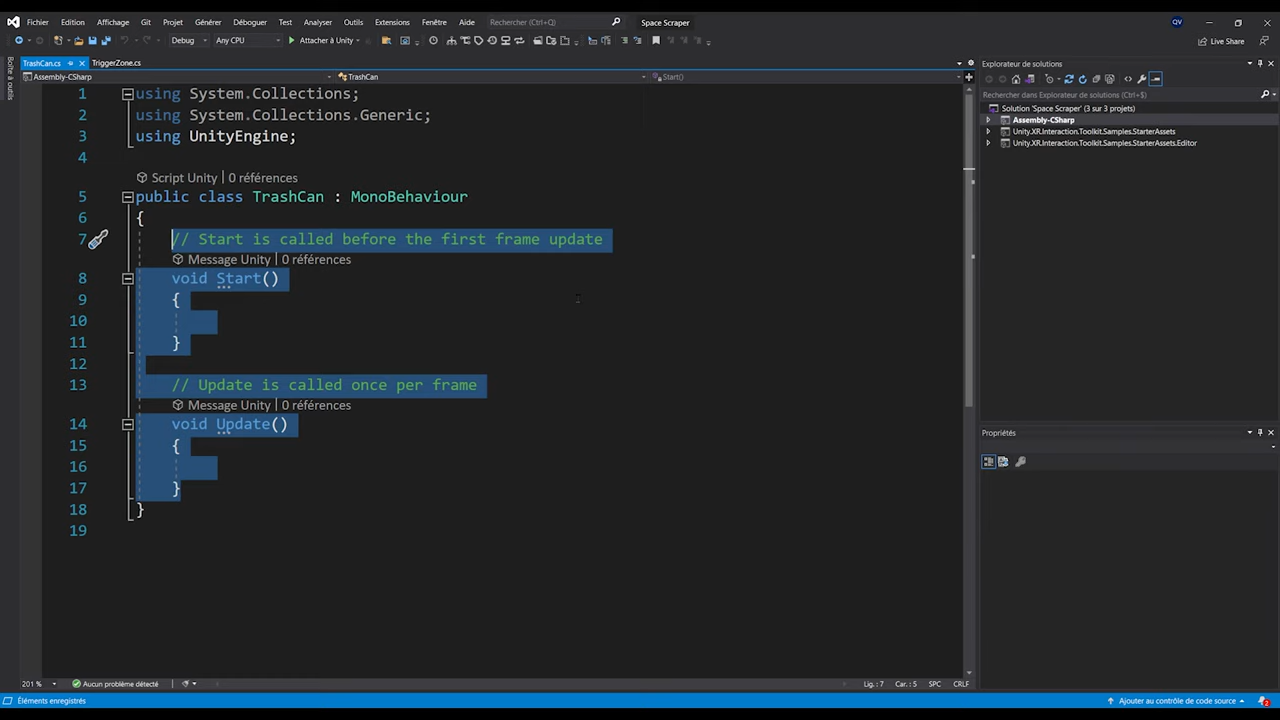 Fichier Edition Affichage Git Projet Générer Déboguer Test Analyser Outils Extensions Fenêtre Aide Rechercher (Ctrl+Q) Space Scraper QV
Debug Any CPU Attacher à Unity Live Share
Boîte à outils
TrashCan.cs TriggerZone.cs
Assembly-CSharp TrashCan Start()
1 using System.Collections;
2 using System.Collections.Generic;
3 using UnityEngine;
4
Script Unity | 0 références
5 public class TrashCan : MonoBehaviour
6 {
7 // Start is called before the first frame update
Message Unity | 0 références
8 void Start()
9 {
10
11 }
12
13 // Update is called once per frame
Message Unity | 0 références
14 void Update()
15 {
16
17 }
18 }
19
201 % Aucun problème détecté Lig. : 7 Car. : 5 SPC CRLF
Explorateur de solutions
Rechercher dans Explorateur de solutions (Ctrl+$)
Solution 'Space Scraper' (3 sur 3 projets)
Assembly-CSharp
Unity.XR.Interaction.Toolkit.Samples.StarterAssets
Unity.XR.Interaction.Toolkit.Samples.StarterAssets.Editor
Propriétés
Éléments enregistrés Ajouter au contrôle de code source 2